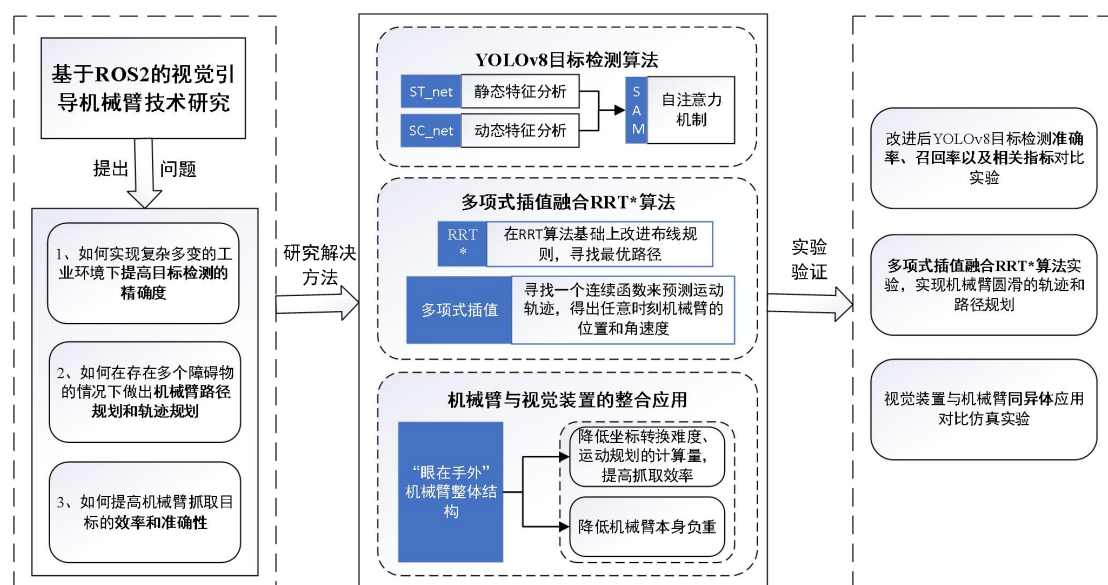 基于ROS2的视觉引
导机械臂技术研究
提出
问题
1、如何实现复杂多变的工
业环境下提高目标检测的
精确度
2、如何在存在多个障碍物
的情况下做出机械臂路径
规划和轨迹规划
3、如何提高机械臂抓取目
标的效率和准确性
研究解决
方法
YOLOv8目标检测算法
ST_net
静态特征分析
SC_net
动态特征分析
S
A
M
自注意力
机制
多项式插值融合RRT*算法
RRT
*
在RRT算法基础上改进布线规
则，寻找最优路径
多项式插值
寻找一个连续函数来预测运动
轨迹，得出任意时刻机械臂的
位置和角速度
机械臂与视觉装置的整合应用
“眼在手外”
机械臂整体结
构
降低坐标转换难度、
运动规划的计算量，
提高抓取效率
降低机械臂本身负重
实验
验证
改进后YOLOv8目标检测准确
率、召回率以及相关指标对比
实验
多项式插值融合RRT*算法实
验，实现机械臂圆滑的轨迹和
路径规划
视觉装置与机械臂同异体应用
对比仿真实验